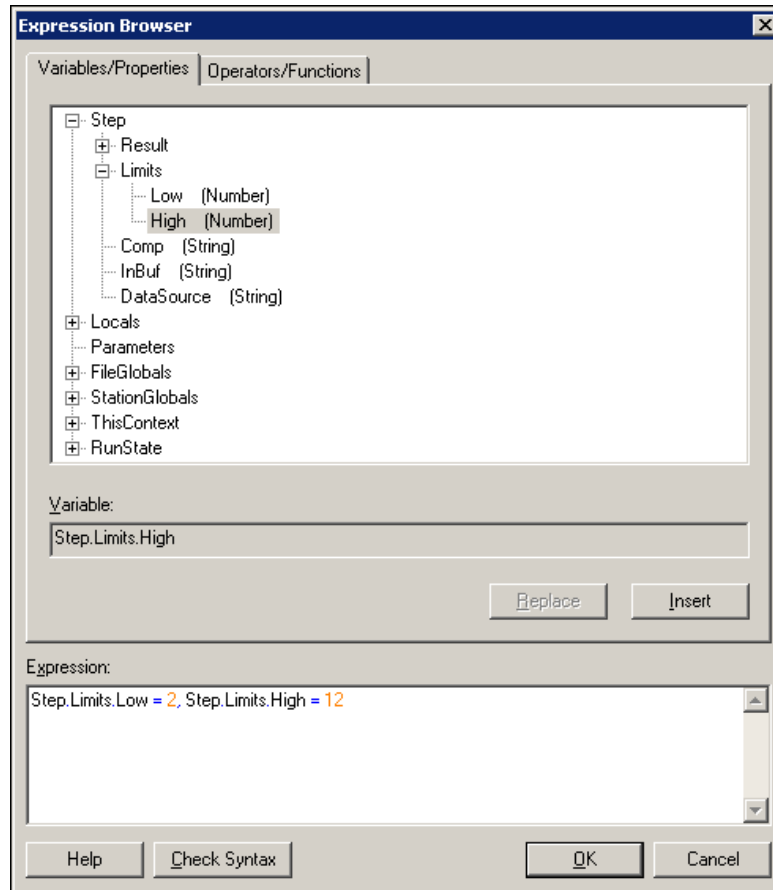 Expression Browser
Variables/Properties Operators/Functions
Step
Result
Limits
Low (Number)
High (Number)
Comp (String)
InBuf (String)
DataSource (String)
Locals
Parameters
FileGlobals
StationGlobals
ThisContext
RunState
Variable:
Step.Limits.High
Replace Insert
Expression:
Step.Limits.Low = 2, Step.Limits.High = 12
Help Check Syntax OK Cancel